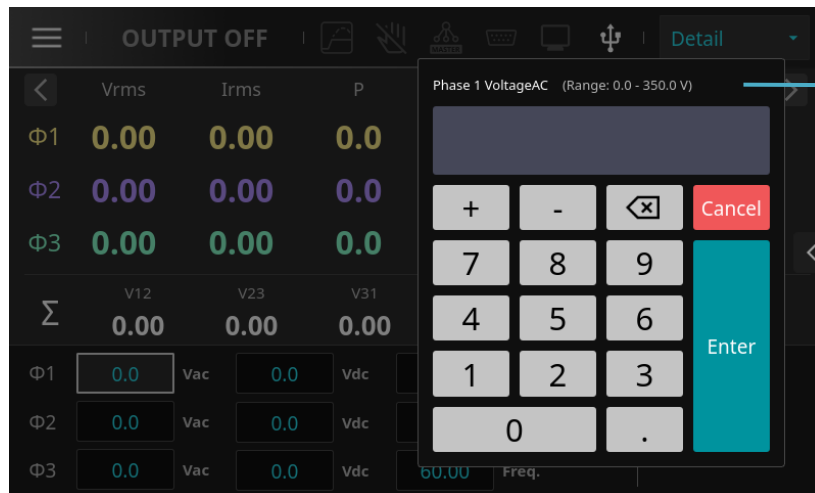 OUTPUT OFF
MASTER
Detail
Vrms Irms P
Phase 1 VoltageAC (Range: 0.0 - 350.0 V)
Φ1 0.00 0.00 0.0
Φ2 0.00 0.00 0.0
Φ3 0.00 0.00 0.0
+ - Cancel
7 8 9
4 5 6
Enter
1 2 3
0 .
V12 V23 V31
Σ 0.00 0.00 0.00
Φ1 0.0 Vac 0.0 Vdc
Φ2 0.0 Vac 0.0 Vdc
Φ3 0.0 Vac 0.0 Vdc 60.00 Freq.